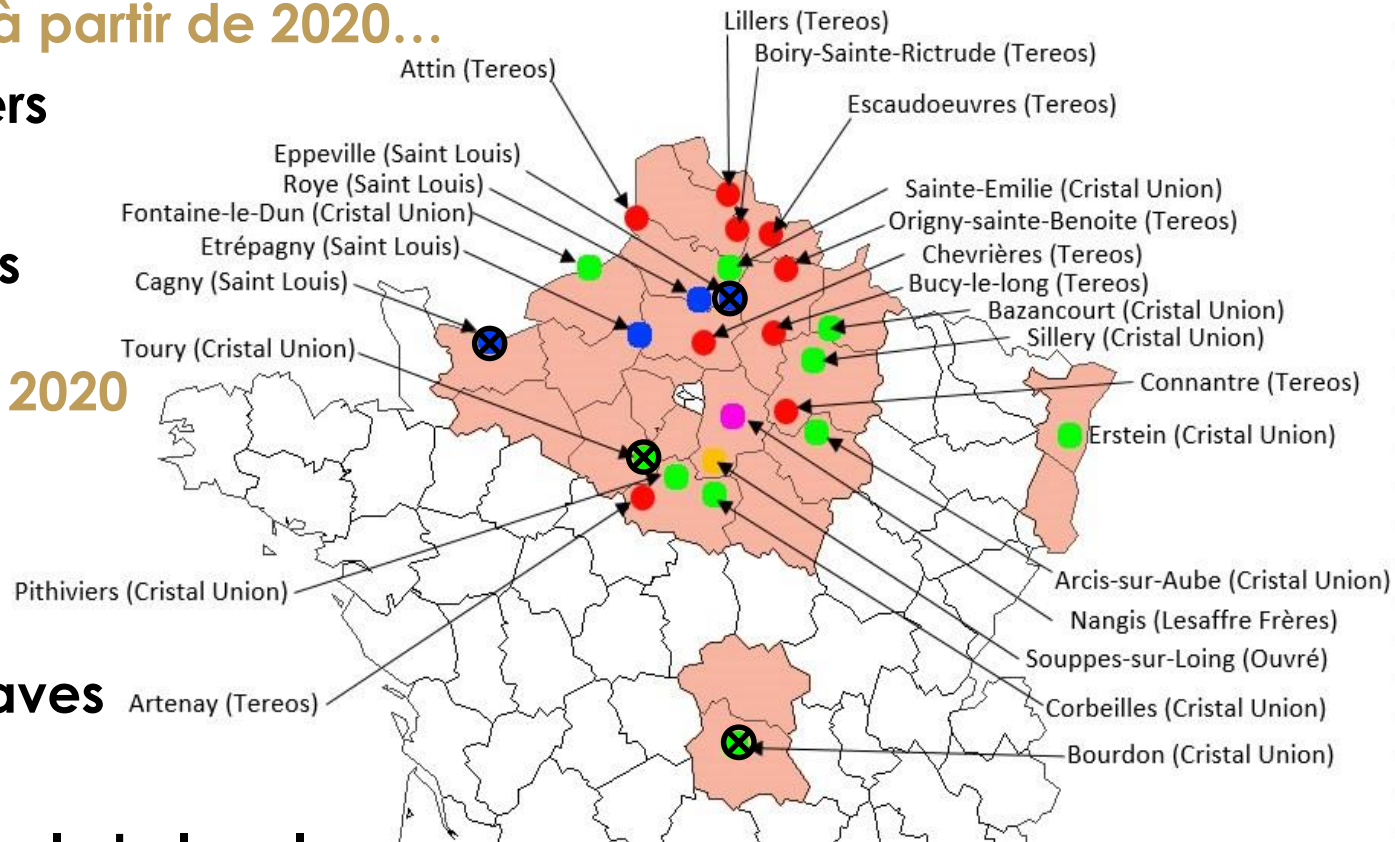 à partir de 2020…
ers
s
2020
aves
Lillers (Tereos)
Boiry-Sainte-Rictrude (Tereos)
Attin (Tereos)
Escaudoeuvres (Tereos)
Eppeville (Saint Louis)
Roye (Saint Louis)
Fontaine-le-Dun (Cristal Union)
Etrépagny (Saint Louis)
Cagny (Saint Louis)
Toury (Cristal Union)
Sainte-Emilie (Cristal Union)
Origny-sainte-Benoite (Tereos)
Chevrières (Tereos)
Bucy-le-long (Tereos)
Bazancourt (Cristal Union)
Sillery (Cristal Union)
Connantre (Tereos)
Erstein (Cristal Union)
Pithiviers (Cristal Union)
Artenay (Tereos)
Arcis-sur-Aube (Cristal Union)
Nangis (Lesaffre Frères)
Souppes-sur-Loing (Ouvré)
Corbeilles (Cristal Union)
Bourdon (Cristal Union)